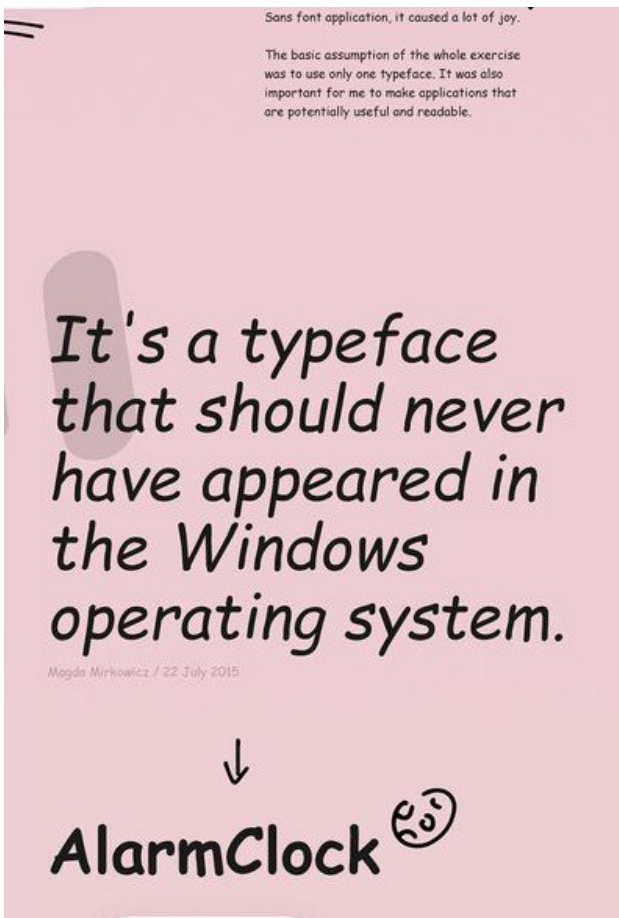 Sans font application, it caused a lot of joy.
The basic assumption of the whole exercise
was to use only one typeface. It was also
important for me to make applications that
are potentially useful and readable.
It's a typeface
that should never
have appeared in
the Windows
operating system.
Magda Mirkowicz / 22 July 2015
AlarmClock